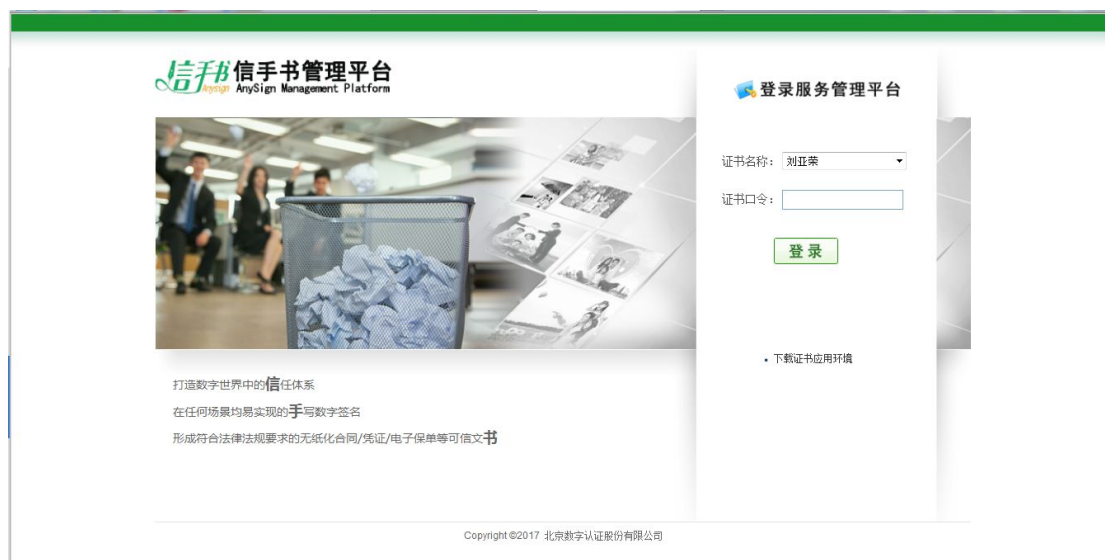 信手书
Anysign
信手书管理平台
AnySign Management Platform
登录服务管理平台
证书名称：
刘亚荣
证书口令：
登录
下载证书应用环境
打造数字世界中的信任体系
在任何场景均易实现的手写数字签名
形成符合法律法规要求的无纸化合同/凭证/电子保单等可信文书
Copyright ©2017 北京数字认证股份有限公司